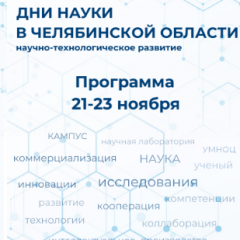 ДНИ НАУКИ
В ЧЕЛЯБИНСКОЙ ОБЛАСТИ
научно-технологическое развитие
Программа
21-23 ноября
КАМПУС
научная лаборатория
УМНОЦ
коммерциализация
НАУКА
ученый
инновации
исследования
развитие
компетенции
кооперация
технологии
коллаборация